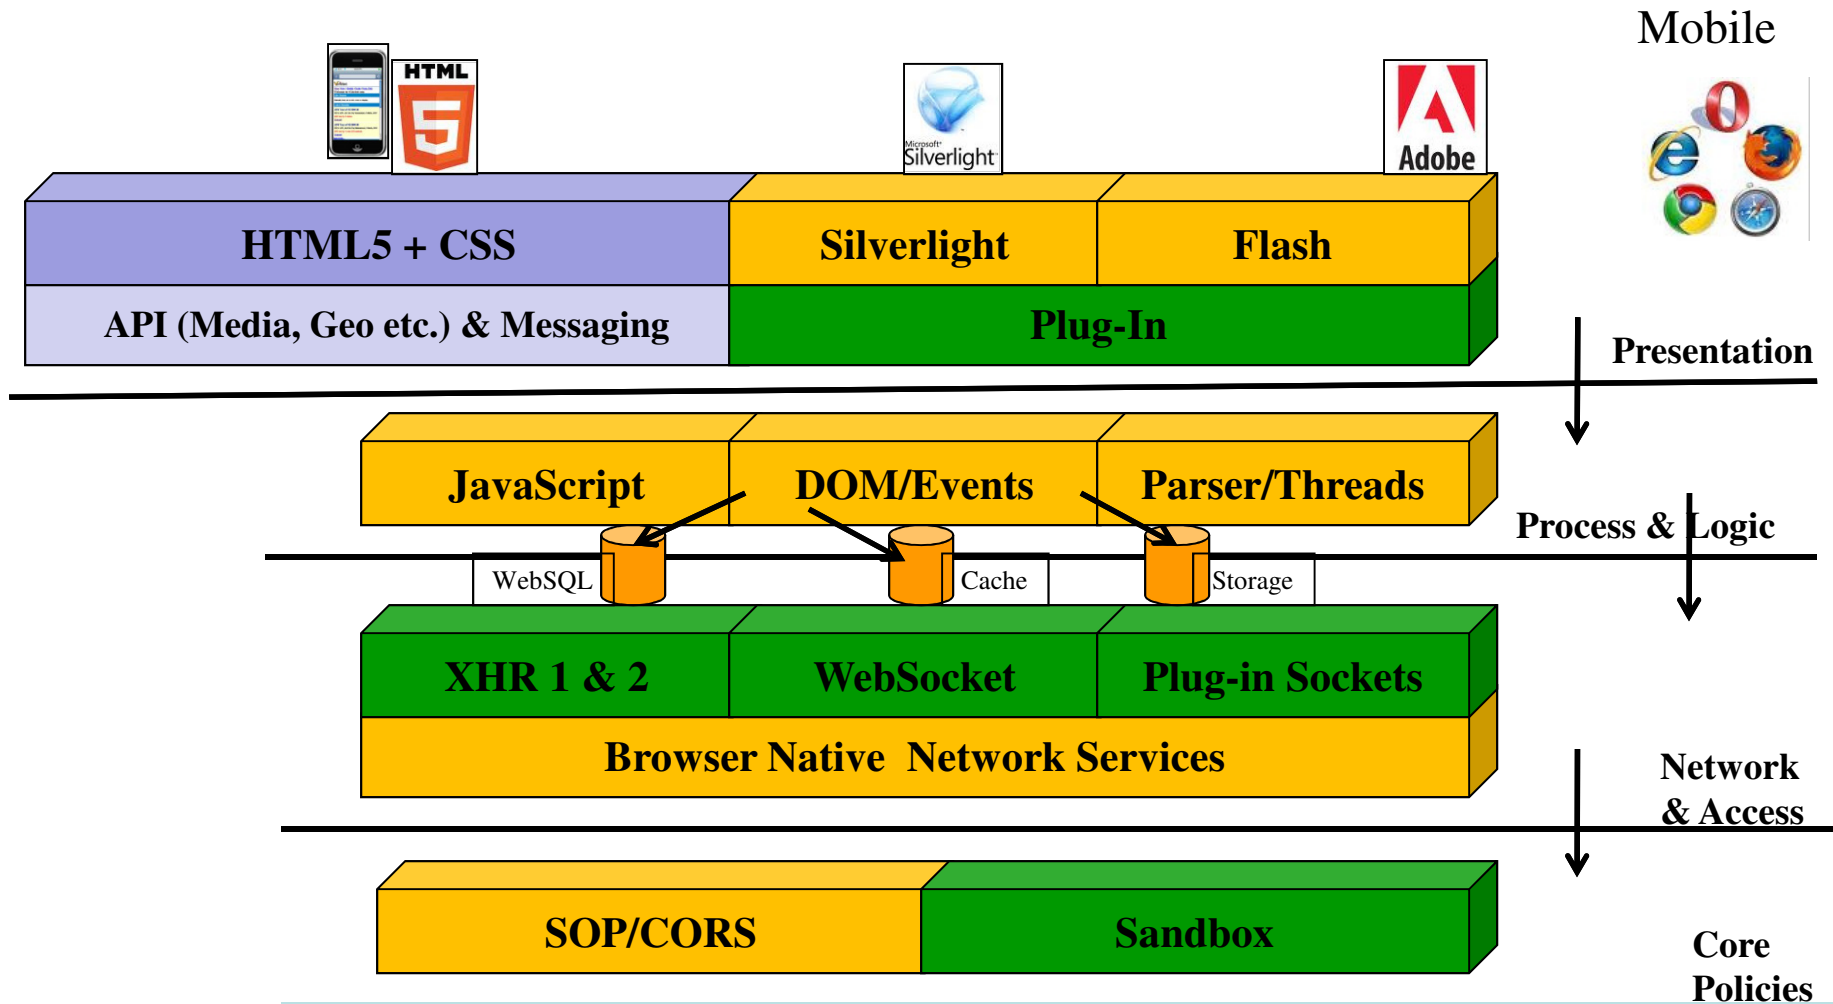 Mobile
HTML
5
Microsoft®
Silverlight
Adobe
HTML5 + CSS
Silverlight
Flash
API (Media, Geo etc.) & Messaging
Plug-In
Presentation
JavaScript
DOM/Events
Parser/Threads
Process & Logic
WebSQL
Cache
Storage
XHR 1 & 2
WebSocket
Plug-in Sockets
Browser Native  Network Services
Network
& Access
SOP/CORS
Sandbox
Core
Policies